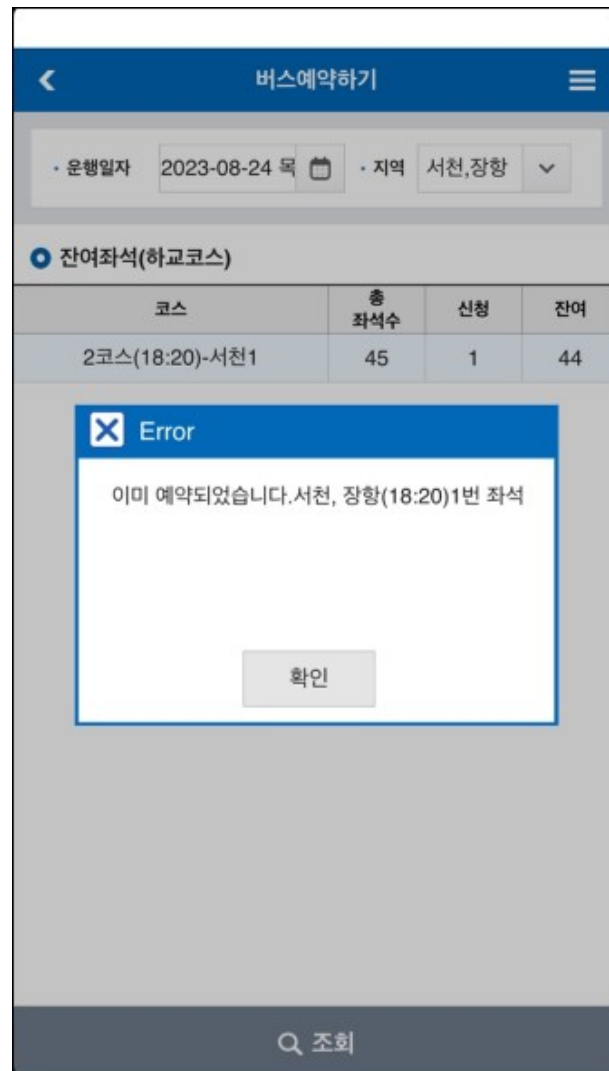 버스예약하기
· 운행일자 2023-08-24 목 · 지역 서천,장항
잔여좌석(하교코스)
코스 총 좌석수 신청 잔여
2코스(18:20)-서천1 45 1 44
Error
이미 예약되었습니다.서천, 장항(18:20)1번 좌석
확인
조회